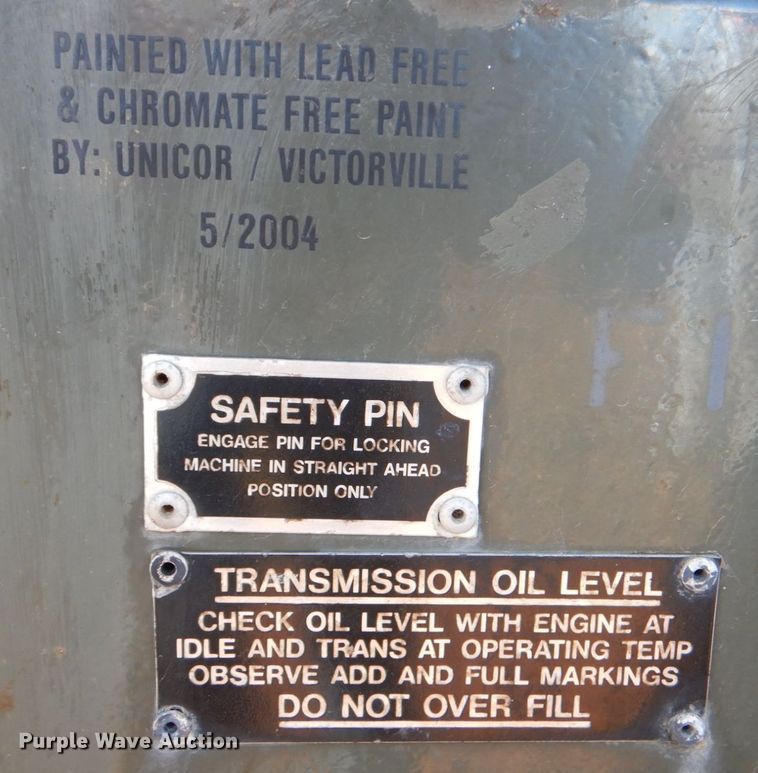 PAINTED WITH LEAD FREE
& CHROMATE FREE PAINT
BY: UNICOR / VICTORVILLE
5/2004
SAFETY PIN
ENGAGE PIN FOR LOCKING
MACHINE IN STRAIGHT AHEAD
POSITION ONLY
TRANSMISSION OIL LEVEL
CHECK OIL LEVEL WITH ENGINE AT
IDLE AND TRANS AT OPERATING TEMP
OBSERVE ADD AND FULL MARKINGS
DO NOT OVER FILL
Purple Wave Auction